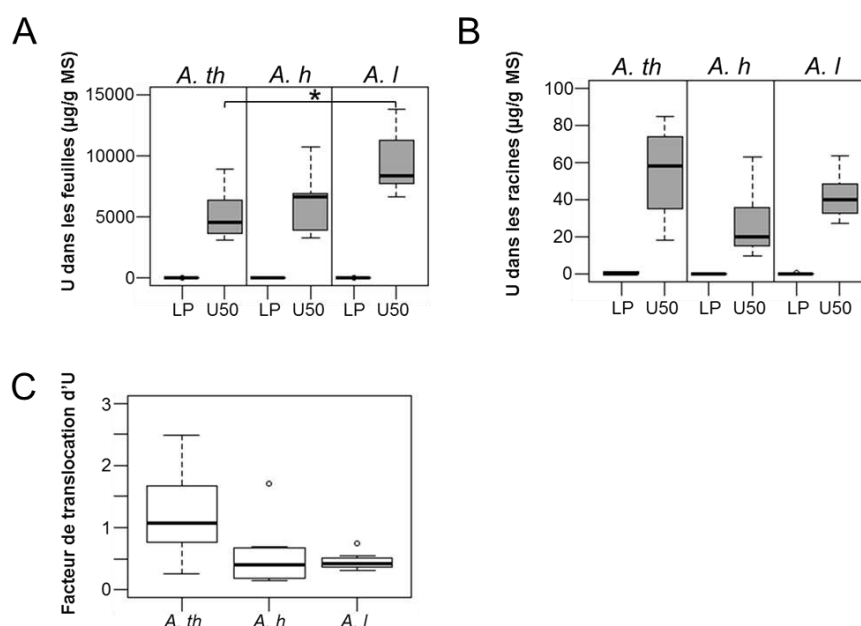 A
A. th A. h A. l
U dans les feuilles (µg/g MS)
15000
10000
5000
0
*
LP U50 LP U50 LP U50
B
A. th A. h A. l
U dans les racines (µg/g MS)
100
80
60
40
20
0
LP U50 LP U50 LP U50
C
Facteur de translocation d'U
3
2
1
0
A. th A. h A. l